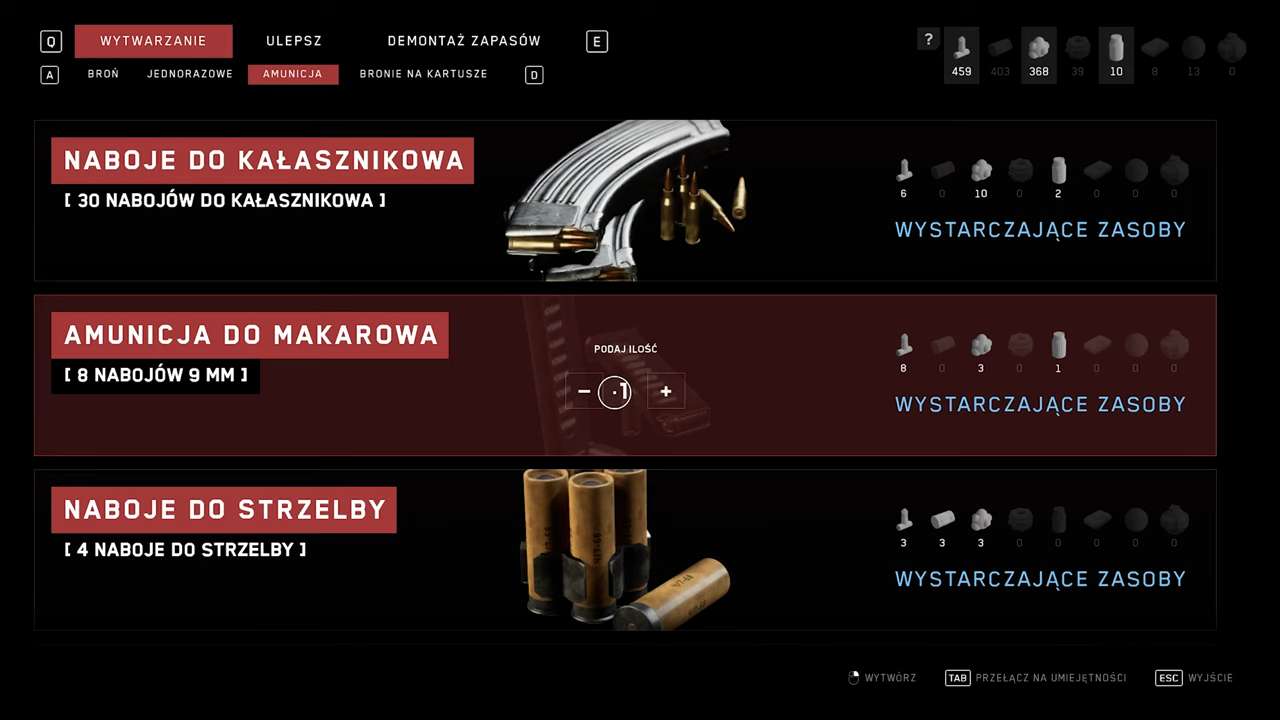 Q WYTWARZANIE ULEPSZ DEMONTAŻ ZAPASÓW E
A BROŃ JEDNORAZOWE AMUNICJA BRONIE NA KARTUSZE D
?
459 403 368 39 10 8 13 0
NABOJE DO KAŁASZNIKOWA
[ 30 NABOJÓW DO KAŁASZNIKOWA ]
6 0 10 0 2 0 0 0
WYSTARCZAJĄCE ZASOBY
AMUNICJA DO MAKAROWA
[ 8 NABOJÓW 9 MM ]
PODAJ ILOŚĆ
− 1 +
8 0 3 0 1 0 0 0
WYSTARCZAJĄCE ZASOBY
NABOJE DO STRZELBY
[ 4 NABOJE DO STRZELBY ]
3 3 3 0 0 0 0 0
WYSTARCZAJĄCE ZASOBY
WYTWÓRZ TAB PRZEŁĄCZ NA UMIEJĘTNOŚCI ESC WYJŚCIE